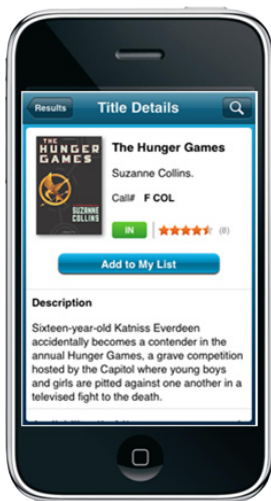 Results
Title Details
THE
HUNGER
GAMES
SUZANNE
COLLINS
The Hunger Games
Suzanne Collins.
Call# F COL
IN
(8)
Add to My List
Description
Sixteen-year-old Katniss Everdeen
accidentally becomes a contender in the
annual Hunger Games, a grave competition
hosted by the Capitol where young boys
and girls are pitted against one another in a
televised fight to the death.